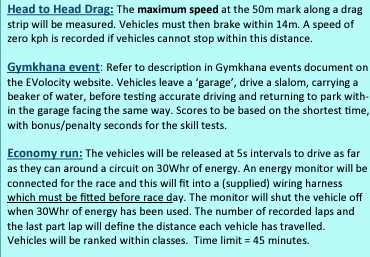 Head to Head Drag: The maximum speed at the 50m mark along a drag
strip will be measured. Vehicles must then brake within 14m. A speed
of zero kph is recorded if vehicles cannot stop within this distance.
Gymkhana event: Refer to description in Gymkhana events document on
the EVolocity website. Vehicles leave a ‘garage’, drive a slalom, carrying a
beaker of water, before testing accurate driving and returning to park with-
in the garage facing the same way. Scores to be based on the shortest time,
with bonus/penalty seconds for the skill tests.
Economy run: The vehicles will be released at 5s intervals to drive as far
as they can around a circuit on 30Whr of energy. An energy monitor will be
connected for the race and this will fit into a (supplied) wiring harness
which must be fitted before race day. The monitor will shut the vehicle off
when 30Whr of energy has been used. The number of recorded laps and
the last part lap will define the distance each vehicle has travelled.
Vehicles will be ranked within classes. Time limit = 45 minutes.